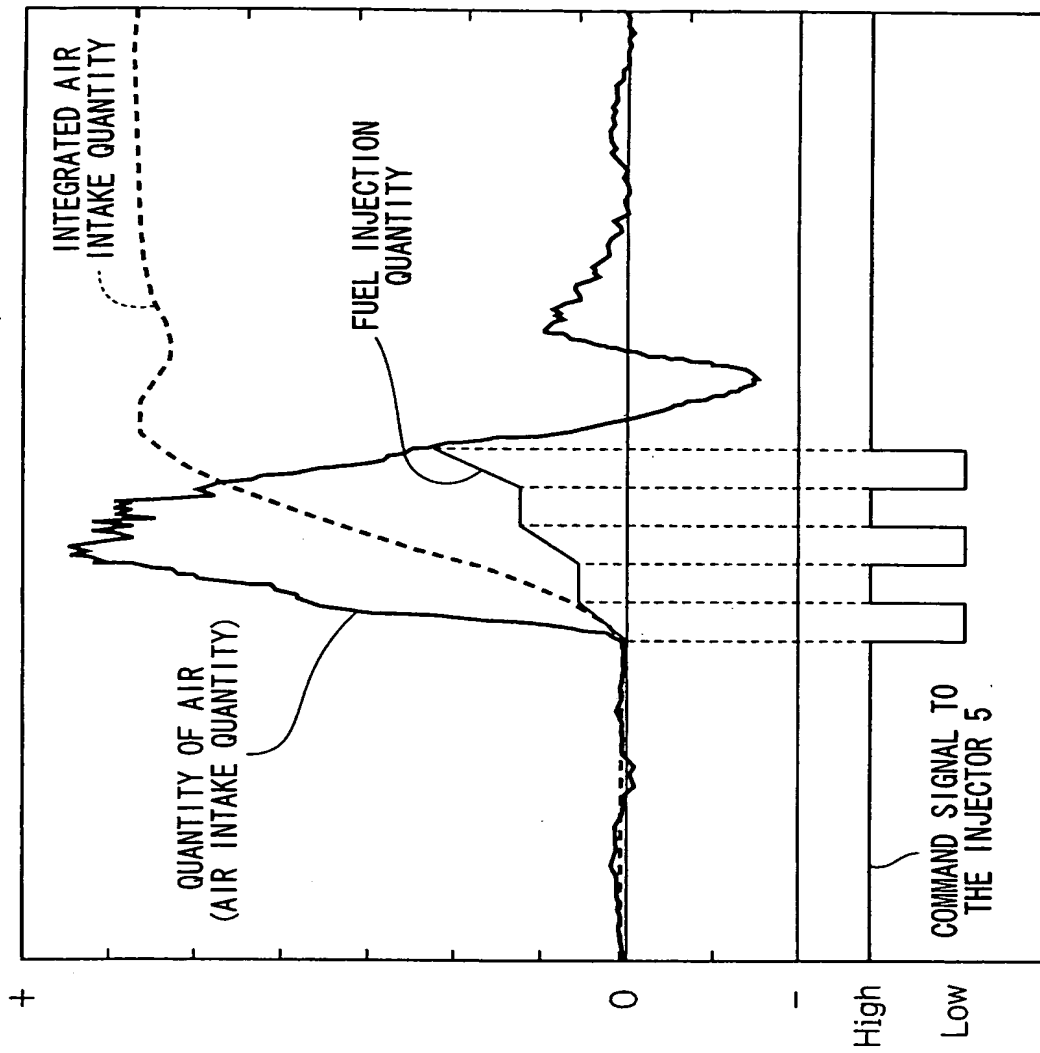 +
0
-
High
Low
QUANTITY OF AIR
(AIR INTAKE QUANTITY)
INTEGRATED AIR
INTAKE QUANTITY
FUEL INJECTION
QUANTITY
COMMAND SIGNAL TO
THE INJECTOR 5